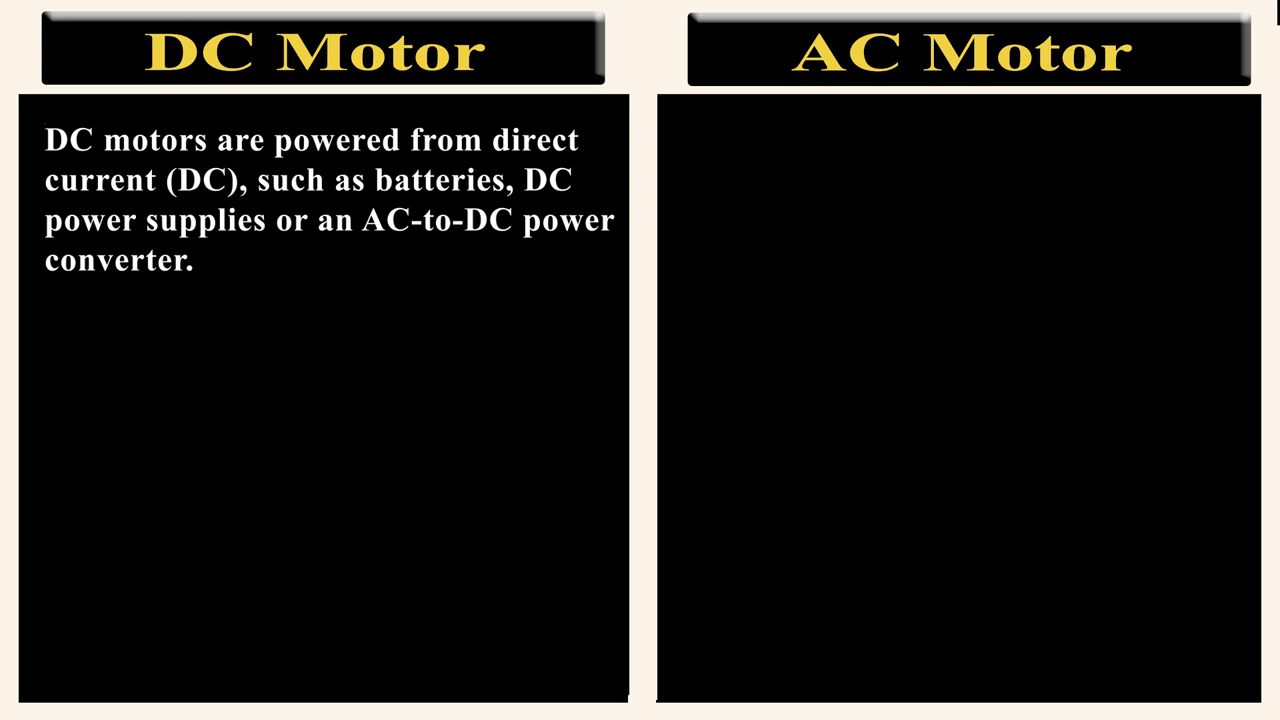 DC Motor
AC Motor
DC motors are powered from direct
current (DC), such as batteries, DC
power supplies or an AC-to-DC power
converter.